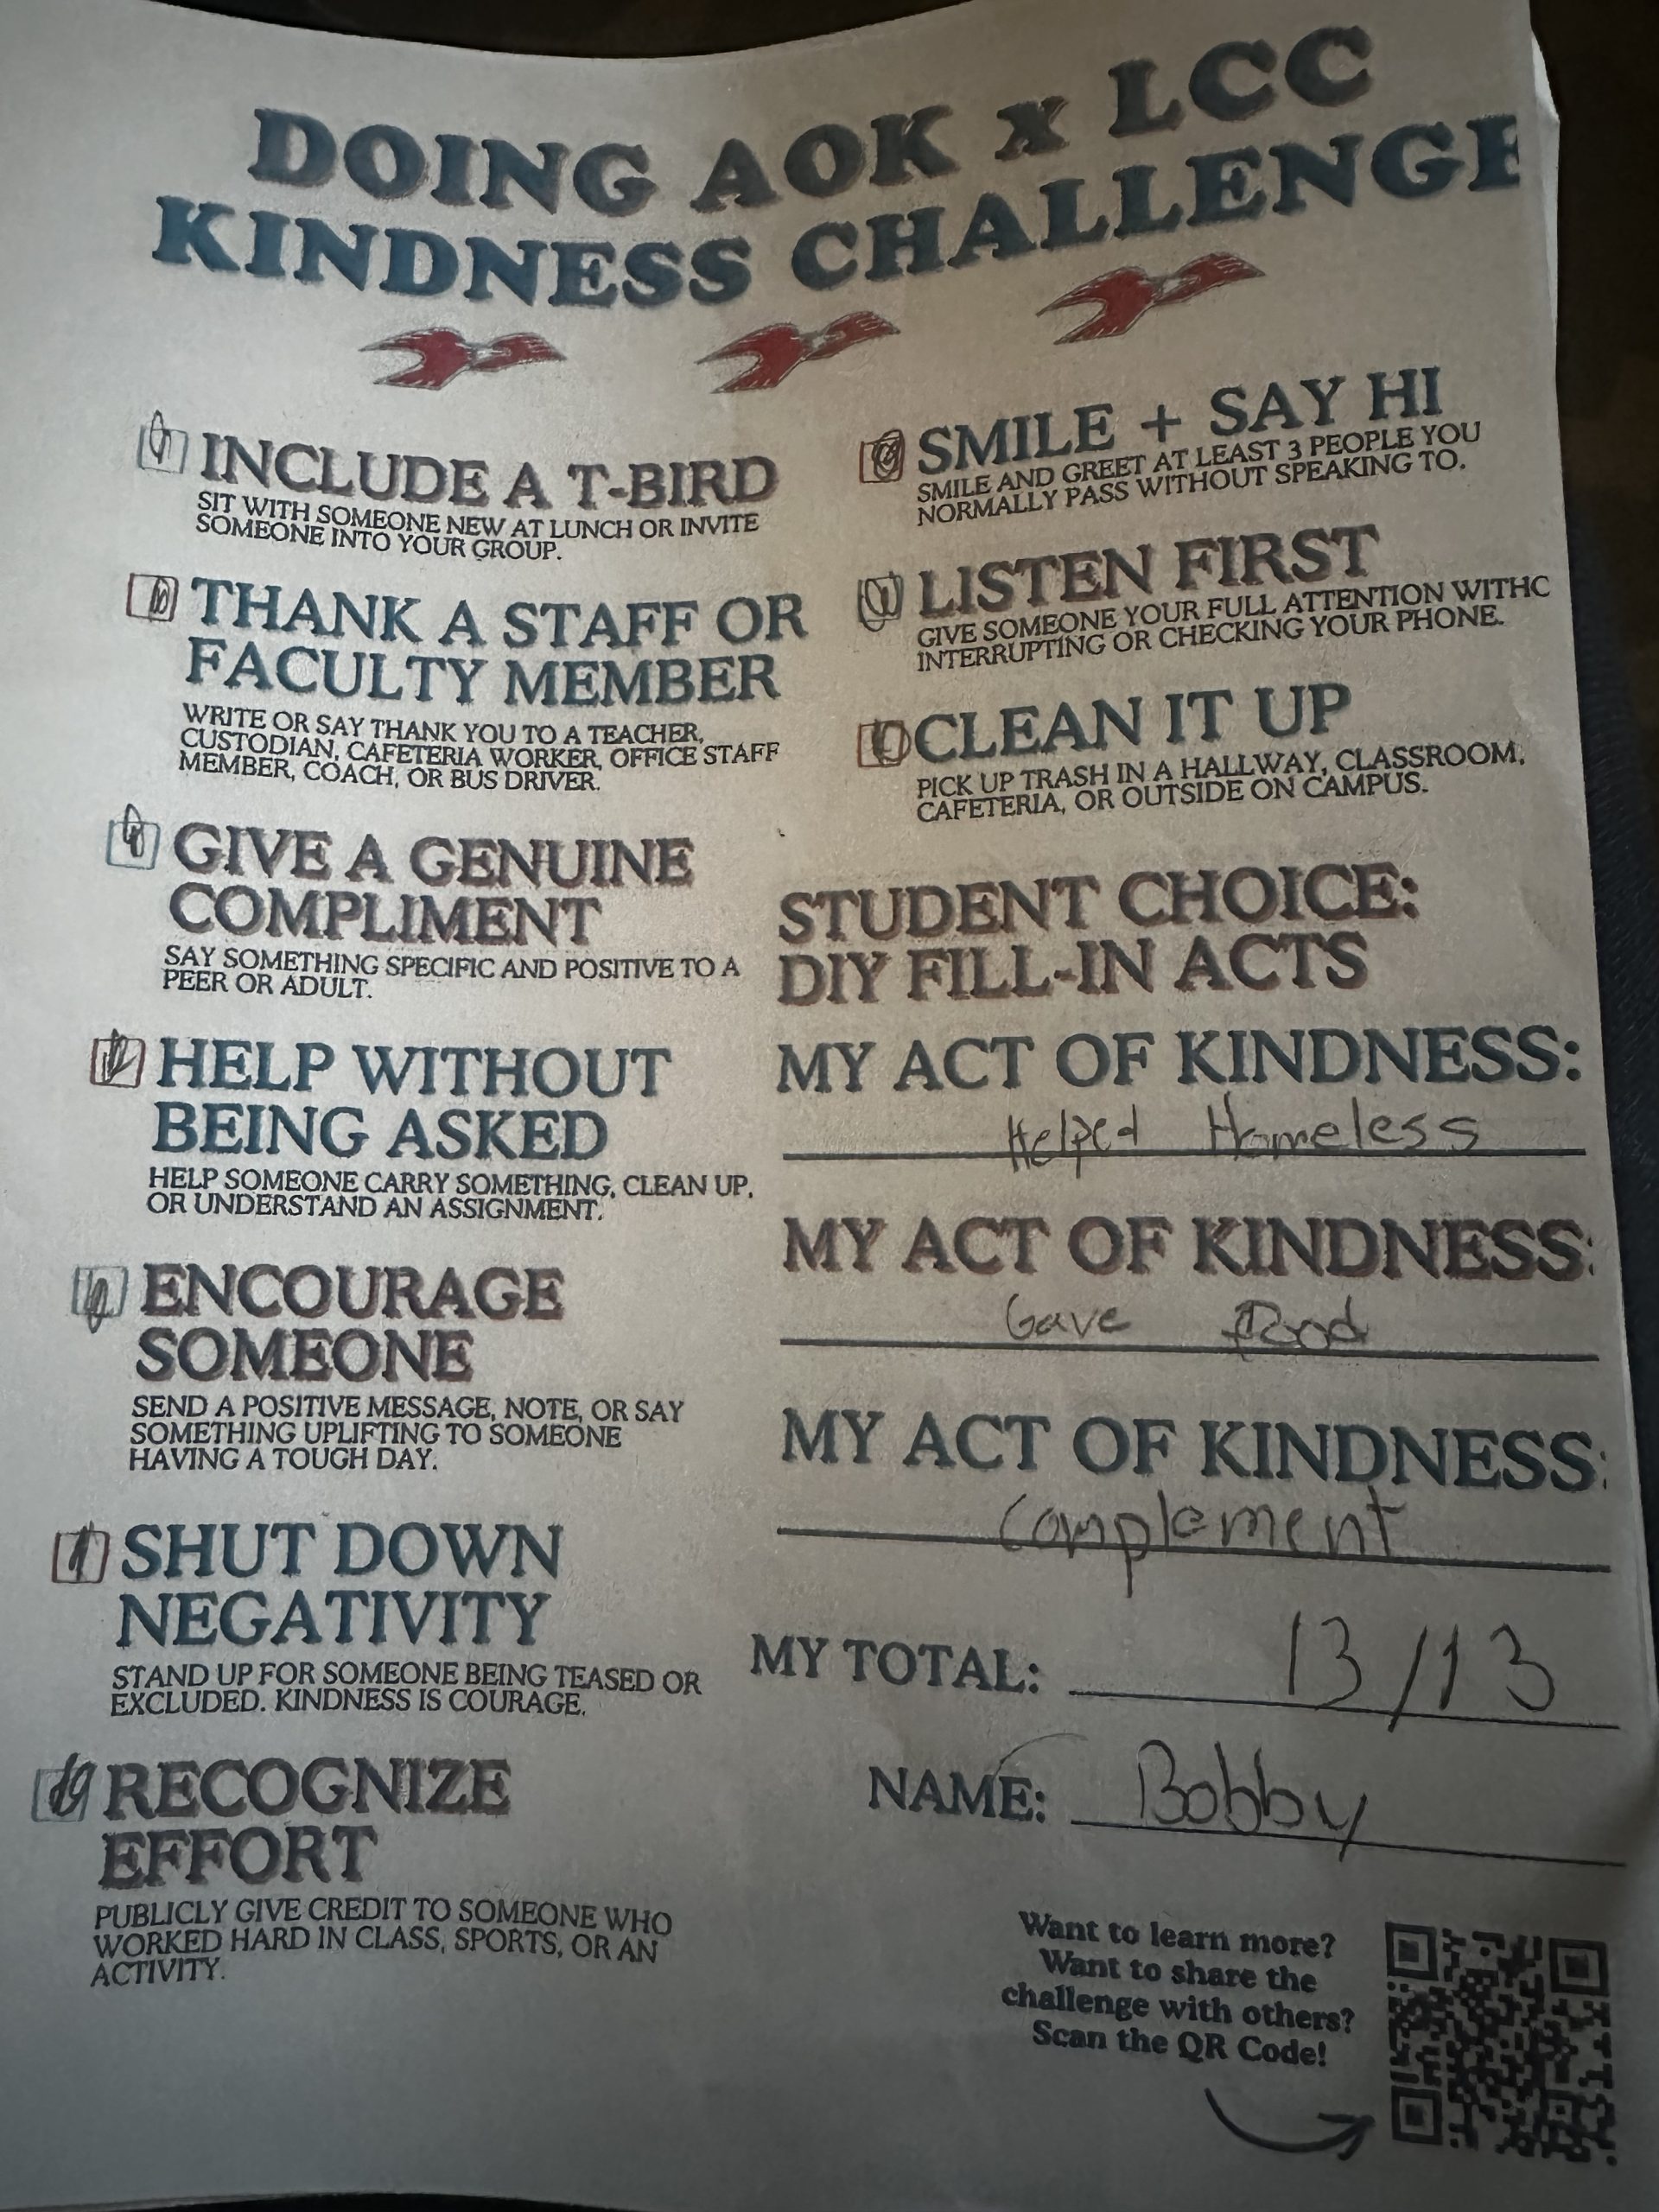 DOING AOK x LCC
KINDNESS CHALLENGE
INCLUDE A T-BIRD
SIT WITH SOMEONE NEW AT LUNCH OR INVITE
SOMEONE INTO YOUR GROUP.
THANK A STAFF OR
FACULTY MEMBER
WRITE OR SAY THANK YOU TO A TEACHER,
CUSTODIAN, CAFETERIA WORKER, OFFICE STAFF
MEMBER, COACH, OR BUS DRIVER.
GIVE A GENUINE
COMPLIMENT
SAY SOMETHING SPECIFIC AND POSITIVE TO A
PEER OR ADULT.
HELP WITHOUT
BEING ASKED
HELP SOMEONE CARRY SOMETHING, CLEAN UP,
OR UNDERSTAND AN ASSIGNMENT.
ENCOURAGE
SOMEONE
SEND A POSITIVE MESSAGE, NOTE, OR SAY
SOMETHING UPLIFTING TO SOMEONE
HAVING A TOUGH DAY.
SHUT DOWN
NEGATIVITY
STAND UP FOR SOMEONE BEING TEASED OR
EXCLUDED. KINDNESS IS COURAGE.
RECOGNIZE
EFFORT
PUBLICLY GIVE CREDIT TO SOMEONE WHO
WORKED HARD IN CLASS, SPORTS, OR AN
ACTIVITY.
SMILE + SAY HI
SMILE AND GREET AT LEAST 3 PEOPLE YOU
NORMALLY PASS WITHOUT SPEAKING TO.
LISTEN FIRST
GIVE SOMEONE YOUR FULL ATTENTION WITHO
INTERRUPTING OR CHECKING YOUR PHONE.
CLEAN IT UP
PICK UP TRASH IN A HALLWAY, CLASSROOM,
CAFETERIA, OR OUTSIDE ON CAMPUS.
STUDENT CHOICE:
DIY FILL-IN ACTS
MY ACT OF KINDNESS:
Helped Homeless
MY ACT OF KINDNESS:
Gave food
MY ACT OF KINDNESS:
Complement
MY TOTAL: 13/13
NAME: Bobby
Want to learn more?
Want to share the
challenge with others?
Scan the QR Code!